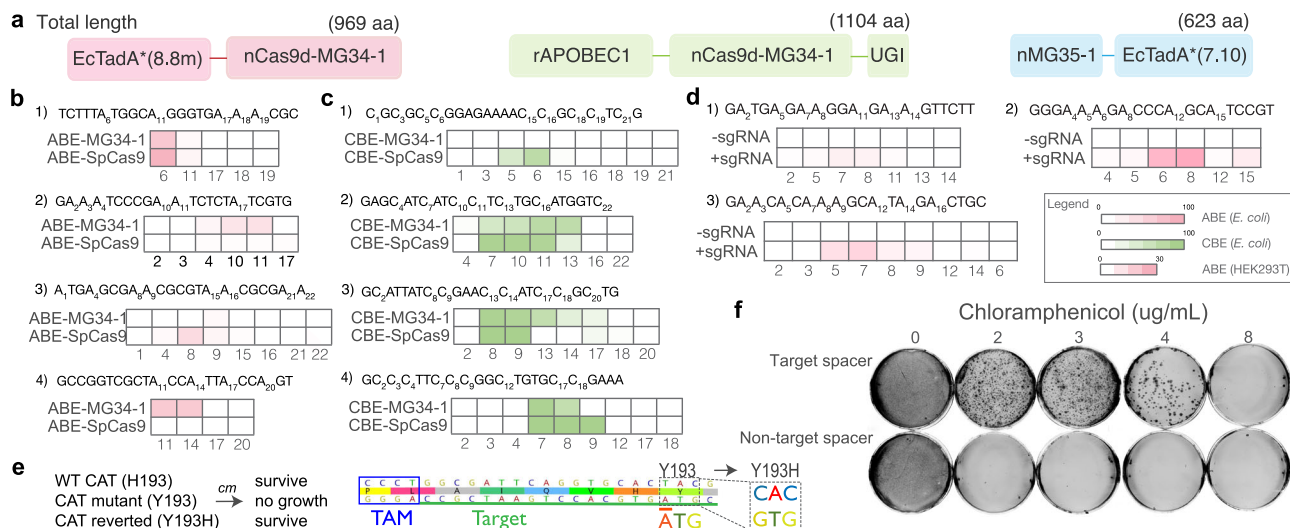 a Total length (969 aa) (1104 aa) (623 aa)
EcTadA*(8.8m) nCas9d-MG34-1 rAPOBEC1 nCas9d-MG34-1 UGI nMG35-1 EcTadA*(7.10)
b
1) TCTTTA6TGGCA11GGGTGA17A18A19CGC
ABE-MG34-1
ABE-SpCas9
6 11 17 18 19
2) GA2A3A4TCCCGA10A11TCTCTA17TCGTG
ABE-MG34-1
ABE-SpCas9
2 3 4 10 11 17
3) A1TGA4GCGA8A9CGCGTA15A16CGCGA21A22
ABE-MG34-1
ABE-SpCas9
1 4 8 9 15 16 21 22
4) GCCGGTCGCTA11CCA14TTA17CCA20GT
ABE-MG34-1
ABE-SpCas9
11 14 17 20
c
1) C1GC3GC5C6GGAGAAAAC15C16GC18C19TC21G
CBE-MG34-1
CBE-SpCas9
1 3 5 6 15 16 18 19 21
2) GAGC4ATC7ATC10C11TC13TGC16ATGGTC22
CBE-MG34-1
CBE-SpCas9
4 7 10 11 13 16 22
3) GC2ATTATC8C9GAAC13C14ATC17C18GC20TG
CBE-MG34-1
CBE-SpCas9
2 8 9 13 14 17 18 20
4) GC2C3C4TTC7C8C9GGC12TGTGC17C18GAAA
CBE-MG34-1
CBE-SpCas9
2 3 4 7 8 9 12 17 18
d
1) GA2TGA5GA7A8GGA11GA13A14GTTCTT
-sgRNA
+sgRNA
2 5 7 8 11 13 14
2) GGGA4A5A6GA8CCCA12GCA15TCCGT
-sgRNA
+sgRNA
4 5 6 8 12 15
3) GA2A3CA5CA7A8A9GCA12TA14GA16CTGC
-sgRNA
+sgRNA
2 3 5 7 8 9 12 14 6
Legend
0 100
ABE (E. coli)
0 100
CBE (E. coli)
0 30
ABE (HEK293T)
e
WT CAT (H193) survive
CAT mutant (Y193) cm no growth
CAT reverted (Y193H) survive
Y193 Y193H
C C C T G G C G A T T C A G G T G C A C T A C G
P L A I Q V H Y
G G G A C C G C T A A G T C C A C G T G A T G C
CAC
GTG
TAM Target ATG
f
Chloramphenicol (ug/mL)
0 2 3 4 8
Target spacer
Non-target spacer